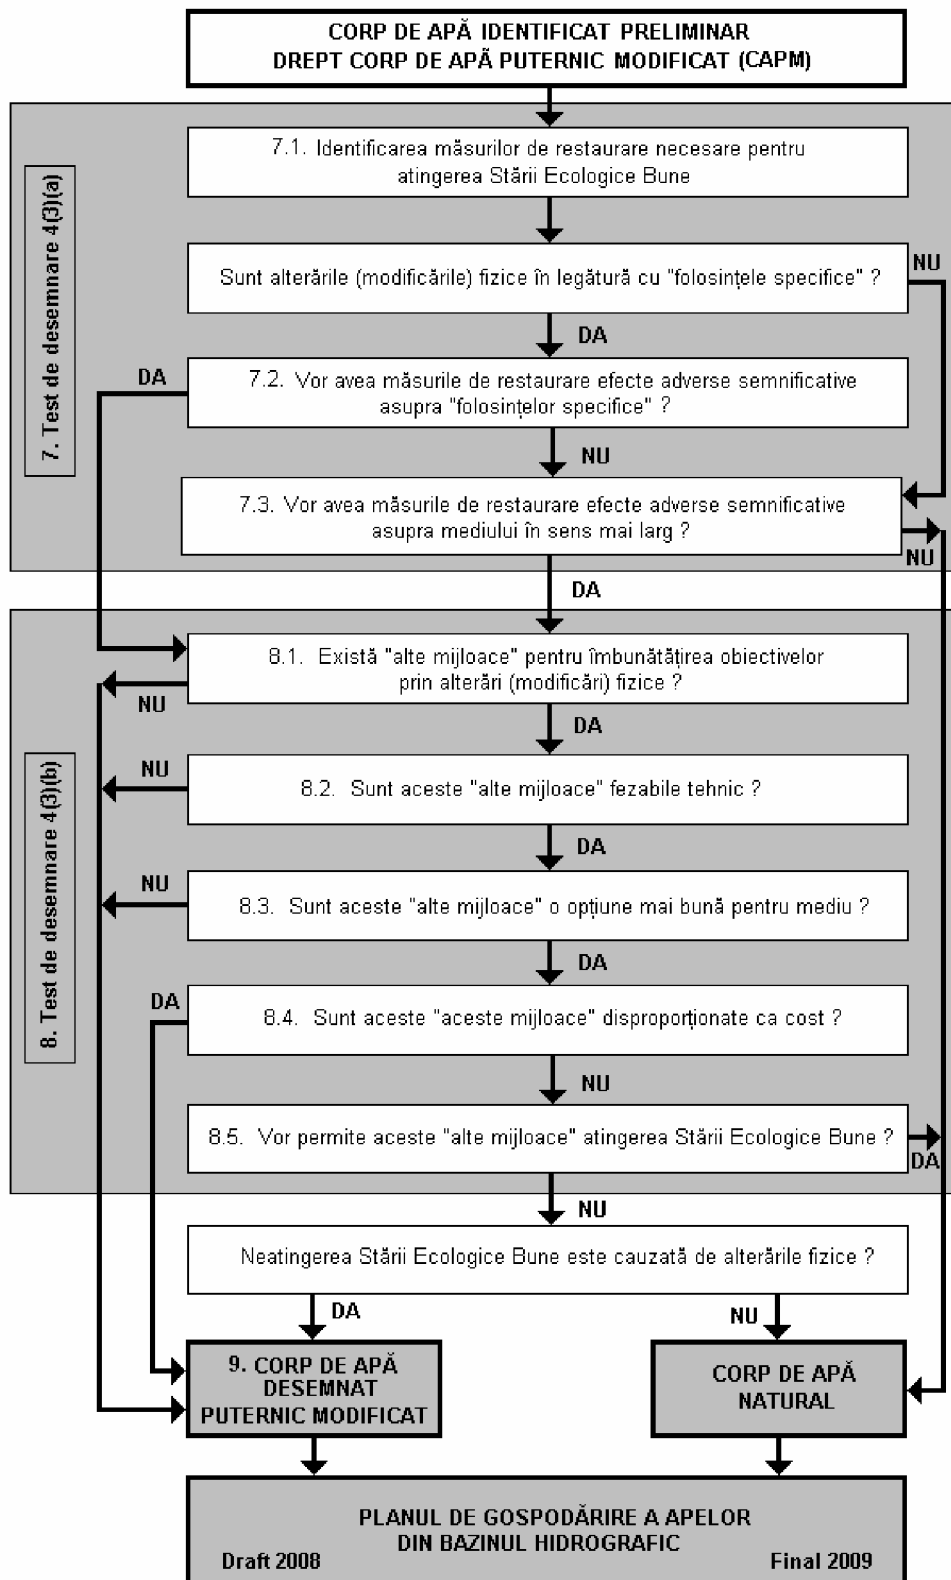 CORP DE APĂ IDENTIFICAT PRELIMINAR
DREPT CORP DE APĂ PUTERNIC MODIFICAT (CAPM)
7. Test de desemnare 4(3)(a)
7.1. Identificarea măsurilor de restaurare necesare pentru
atingerea Stării Ecologice Bune
Sunt alterările (modificările) fizice în legătură cu "folosinţele specifice" ?
NU
DA
DA
7.2. Vor avea măsurile de restaurare efecte adverse semnificative
asupra "folosinţelor specifice" ?
NU
7.3. Vor avea măsurile de restaurare efecte adverse semnificative
asupra mediului în sens mai larg ?
NU
DA
8. Test de desemnare 4(3)(b)
8.1. Există "alte mijloace" pentru îmbunătăţirea obiectivelor
prin alterări (modificări) fizice ?
NU
DA
NU
8.2. Sunt aceste "alte mijloace" fezabile tehnic ?
DA
NU
8.3. Sunt aceste "alte mijloace" o opţiune mai bună pentru mediu ?
DA
DA
8.4. Sunt aceste "aceste mijloace" disproporţionate ca cost ?
NU
8.5. Vor permite aceste "alte mijloace" atingerea Stării Ecologice Bune ?
DA
NU
Neatingerea Stării Ecologice Bune este cauzată de alterările fizice ?
DA
NU
9. CORP DE APĂ
DESEMNAT
PUTERNIC MODIFICAT
CORP DE APĂ
NATURAL
PLANUL DE GOSPODĂRIRE A APELOR
DIN BAZINUL HIDROGRAFIC
Draft 2008
Final 2009